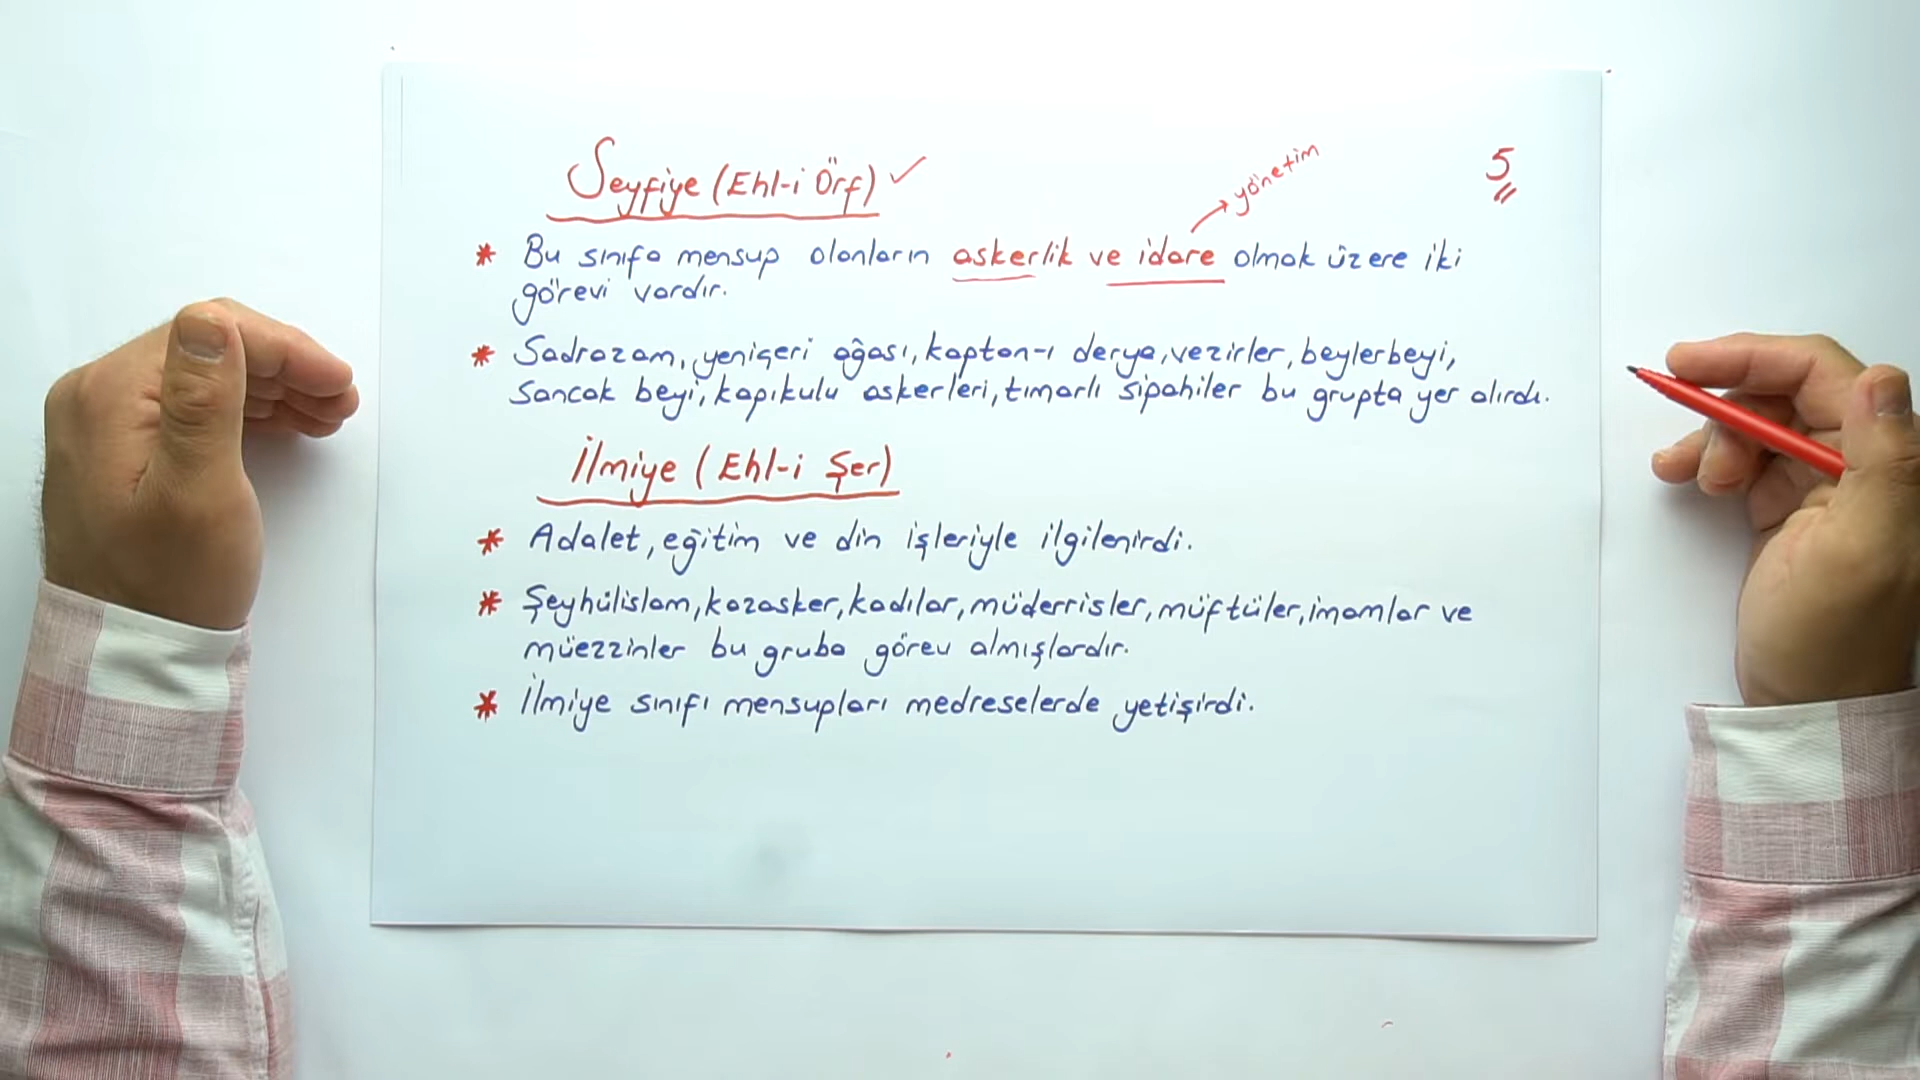 Seyfiye (Ehl-i Örf) ✓
yönetim
5
* Bu sınıfa mensup olanların askerlik ve idare olmak üzere iki
görevi vardır.
* Sadrazam, yeniçeri ağası, kaptan-ı derya, vezirler, beylerbeyi,
Sancak beyi, kapıkulu askerleri, tımarlı sipahiler bu grupta yer alırdı.
İlmiye (Ehl-i Şer)
* Adalet, eğitim ve din işleriyle ilgilenirdi.
* Şeyhülislam, kazasker, kadılar, müderrisler, müftüler, imamlar ve
müezzinler bu gruba görev almışlardır.
* İlmiye sınıfı mensupları medreselerde yetişirdi.